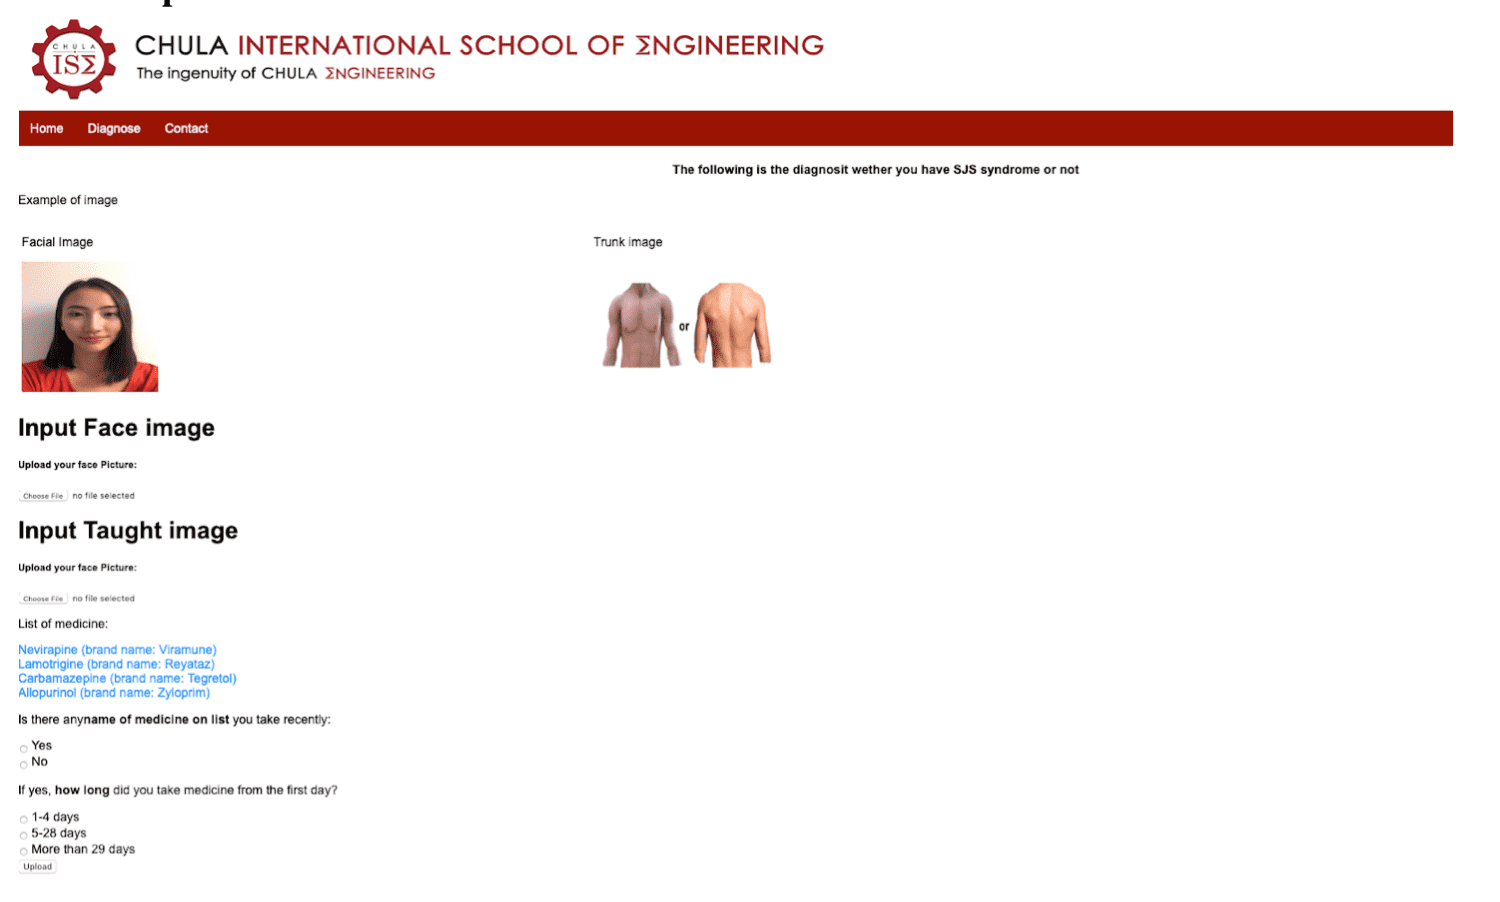 CHULA
ISΣ
CHULA INTERNATIONAL SCHOOL OF ΣNGINEERING
The ingenuity of CHULA ΣNGINEERING
Home Diagnose Contact
The following is the diagnosit wether you have SJS syndrome or not
Example of image
Facial Image Trunk image
or
Input Face image
Upload your face Picture:
Choose File no file selected
Input Taught image
Upload your face Picture:
Choose File no file selected
List of medicine:
Nevirapine (brand name: Viramune)
Lamotrigine (brand name: Reyataz)
Carbamazepine (brand name: Tegretol)
Allopurinol (brand name: Zyloprim)
Is there anyname of medicine on list you take recently:
Yes
No
If yes, how long did you take medicine from the first day?
1-4 days
5-28 days
More than 29 days
Upload